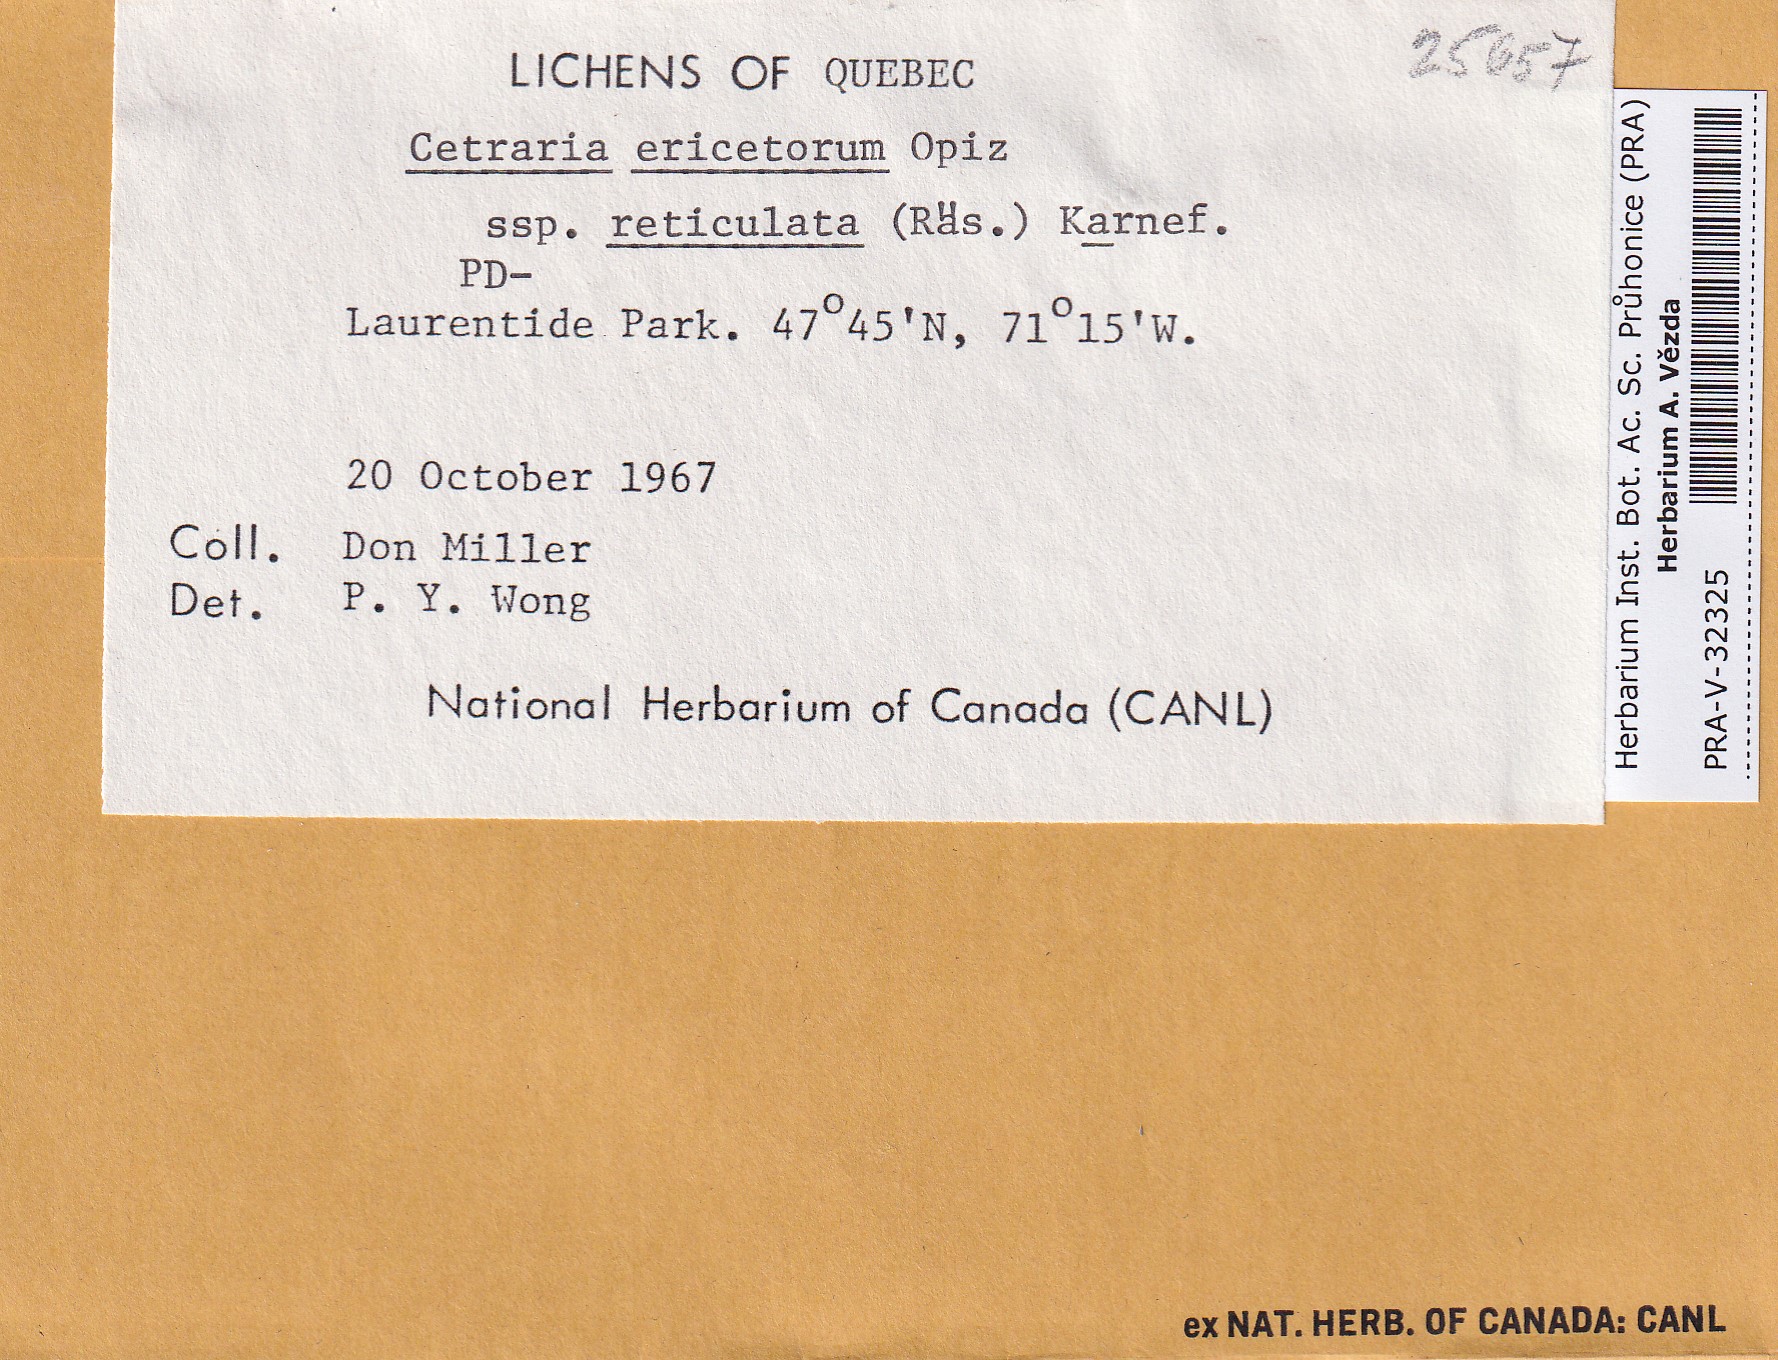 25657
LICHENS OF QUEBEC
Cetraria ericetorum Opiz
ssp. reticulata (Räs.) Karnef.
PD-
Laurentide Park. 47°45'N, 71°15'W.
20 October 1967
Coll. Don Miller
Det. P. Y. Wong
National Herbarium of Canada (CANL)
Herbarium Inst. Bot. Ac. Sc. Průhonice (PRA)
Herbarium A. Vězda
PRA-V-32325
ex NAT. HERB. OF CANADA: CANL